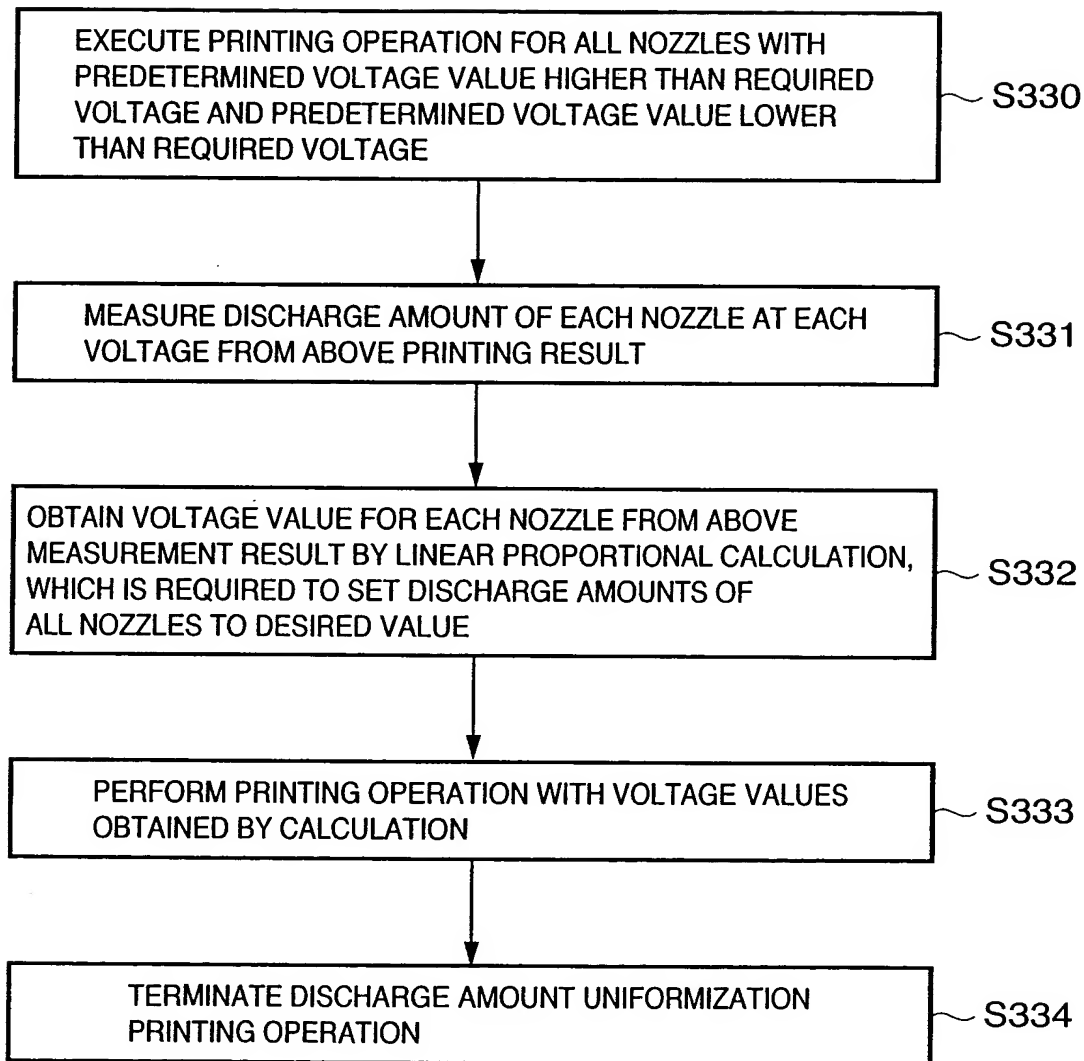 EXECUTE PRINTING OPERATION FOR ALL NOZZLES WITH
PREDETERMINED VOLTAGE VALUE HIGHER THAN REQUIRED
VOLTAGE AND PREDETERMINED VOLTAGE VALUE LOWER
THAN REQUIRED VOLTAGE
S330
MEASURE DISCHARGE AMOUNT OF EACH NOZZLE AT EACH
VOLTAGE FROM ABOVE PRINTING RESULT
S331
OBTAIN VOLTAGE VALUE FOR EACH NOZZLE FROM ABOVE
MEASUREMENT RESULT BY LINEAR PROPORTIONAL CALCULATION,
WHICH IS REQUIRED TO SET DISCHARGE AMOUNTS OF
ALL NOZZLES TO DESIRED VALUE
S332
PERFORM PRINTING OPERATION WITH VOLTAGE VALUES
OBTAINED BY CALCULATION
S333
TERMINATE DISCHARGE AMOUNT UNIFORMIZATION
PRINTING OPERATION
S334